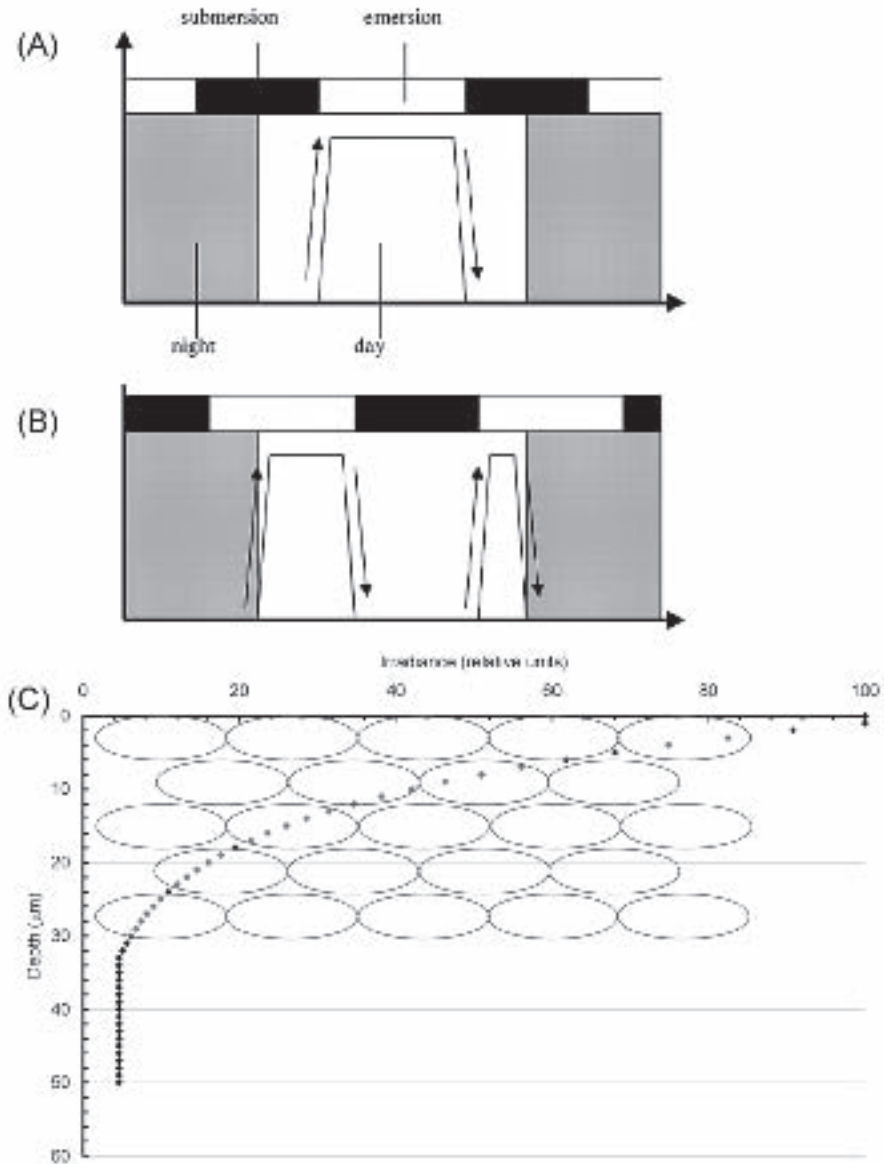 submersion emersion
(A)
night day
(B)
Irradiance (relative units)
(C)
0 20 40 60 80 100
0
10
20
30
40
50
60
Depth (μm)